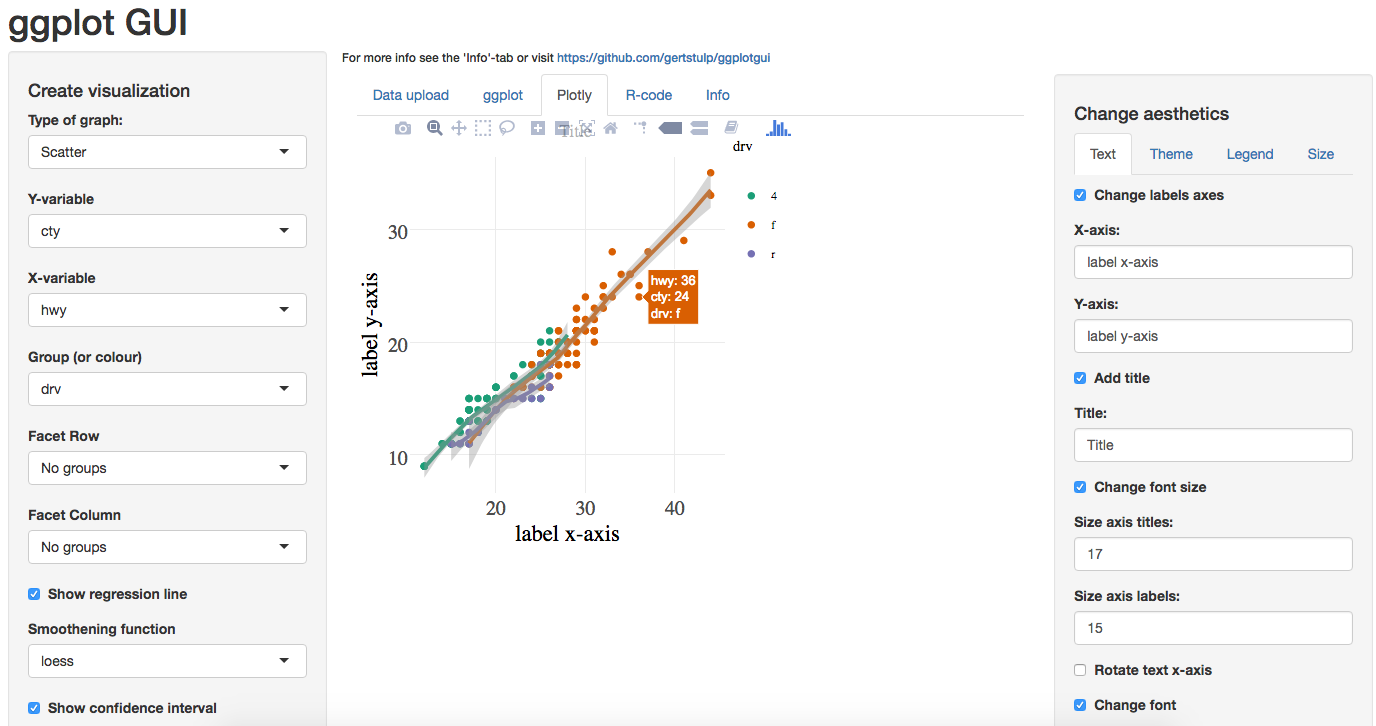 ggplot GUI
Create visualization
Type of graph:
Scatter
Y-variable
cty
X-variable
hwy
Group (or colour)
drv
Facet Row
No groups
Facet Column
No groups
Show regression line
Smoothening function
loess
Show confidence interval
For more info see the 'Info'-tab or visit https://github.com/gertstulp/ggplotgui
Data upload ggplot Plotly R-code Info
Title
drv
4
f
r
hwy: 36
cty: 24
drv: f
label y-axis
30
20
10
20 30 40
label x-axis
Change aesthetics
Text Theme Legend Size
Change labels axes
X-axis:
label x-axis
Y-axis:
label y-axis
Add title
Title:
Title
Change font size
Size axis titles:
17
Size axis labels:
15
Rotate text x-axis
Change font